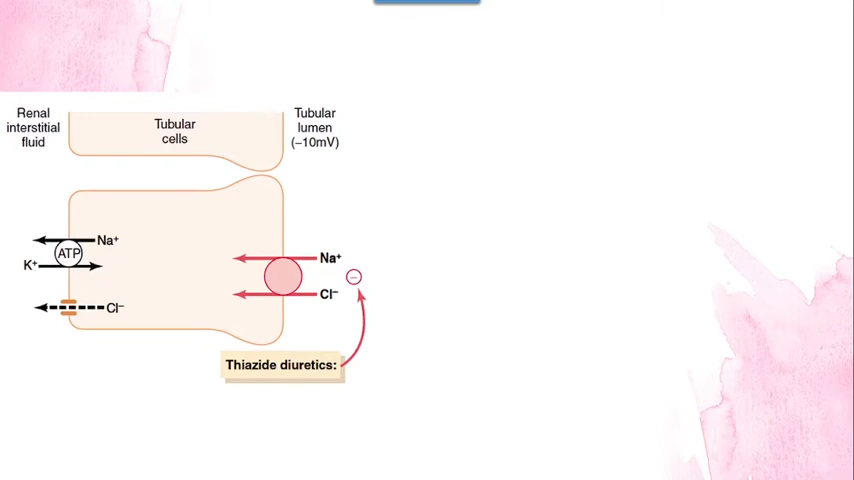 Renal
interstitial
fluid
Tubular
cells
Tubular
lumen
(−10mV)
Na⁺
ATP
K⁺
Cl⁻
Na⁺
−
Cl⁻
Thiazide diuretics: